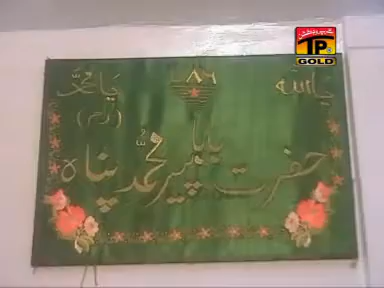 یا اللہ ۷۸۶ یا محمدؐ
بابا
حضرت پیر محمد پناہ
TP
GOLD